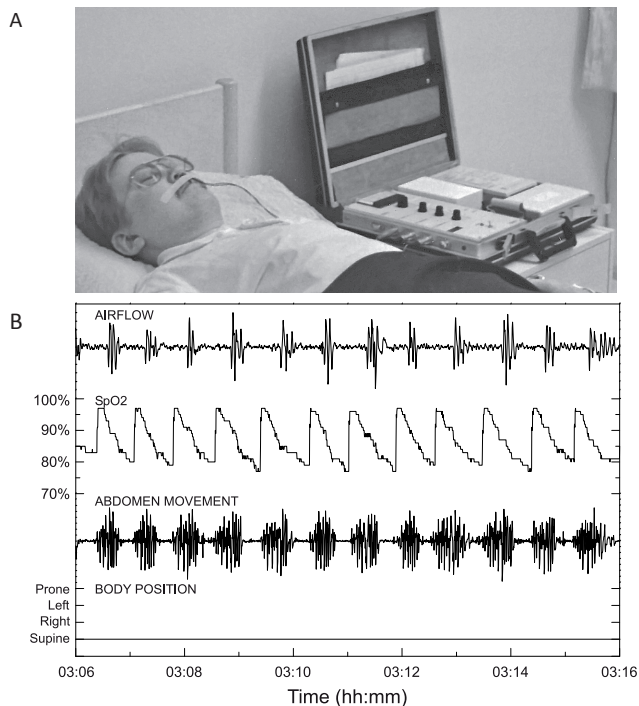 A
B
AIRFLOW
SpO2
100%
90%
80%
70%
ABDOMEN MOVEMENT
BODY POSITION
Prone
Left
Right
Supine
03:06 03:08 03:10 03:12 03:14 03:16
Time (hh:mm)